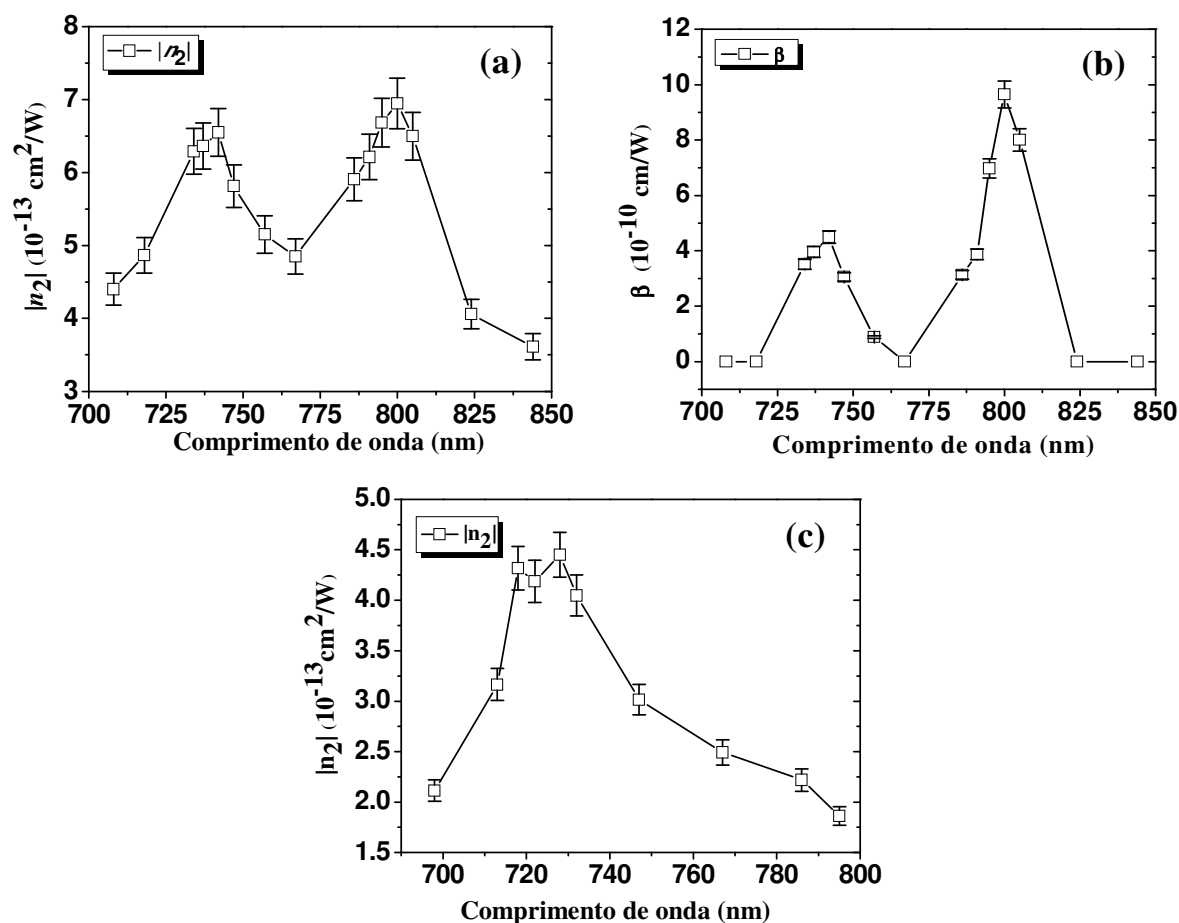 8
7
6
5
4
3
|n₂| (10⁻¹³ cm²/W)
|n₂|
(a)
700 725 750 775 800 825 850
Comprimento de onda (nm)
12
10
8
6
4
2
0
β (10⁻¹⁰ cm/W)
β
(b)
700 725 750 775 800 825 850
Comprimento de onda (nm)
5.0
4.5
4.0
3.5
3.0
2.5
2.0
1.5
|n₂| (10⁻¹³cm²/W)
|n₂|
(c)
700 720 740 760 780 800
Comprimento de onda (nm)